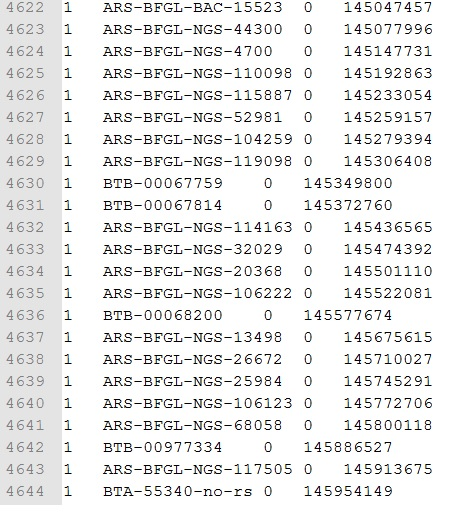 4622 1 ARS-BFGL-BAC-15523 0 145047457
4623 1 ARS-BFGL-NGS-44300 0 145077996
4624 1 ARS-BFGL-NGS-4700 0 145147731
4625 1 ARS-BFGL-NGS-110098 0 145192863
4626 1 ARS-BFGL-NGS-115887 0 145233054
4627 1 ARS-BFGL-NGS-52981 0 145259157
4628 1 ARS-BFGL-NGS-104259 0 145279394
4629 1 ARS-BFGL-NGS-119098 0 145306408
4630 1 BTB-00067759 0 145349800
4631 1 BTB-00067814 0 145372760
4632 1 ARS-BFGL-NGS-114163 0 145436565
4633 1 ARS-BFGL-NGS-32029 0 145474392
4634 1 ARS-BFGL-NGS-20368 0 145501110
4635 1 ARS-BFGL-NGS-106222 0 145522081
4636 1 BTB-00068200 0 145577674
4637 1 ARS-BFGL-NGS-13498 0 145675615
4638 1 ARS-BFGL-NGS-26672 0 145710027
4639 1 ARS-BFGL-NGS-25984 0 145745291
4640 1 ARS-BFGL-NGS-106123 0 145772706
4641 1 ARS-BFGL-NGS-68058 0 145800118
4642 1 BTB-00977334 0 145886527
4643 1 ARS-BFGL-NGS-117505 0 145913675
4644 1 BTA-55340-no-rs 0 145954149